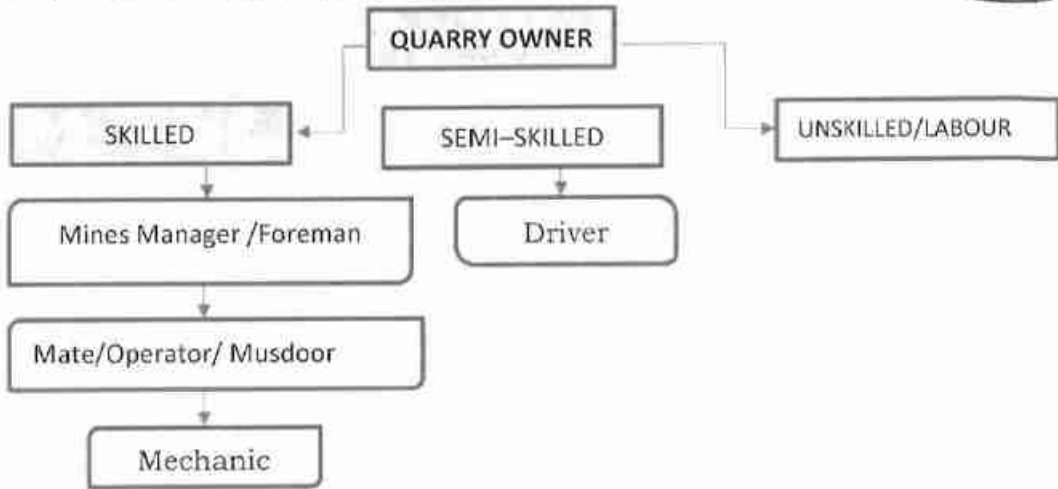 QUARRY OWNER
SKILLED
SEMI–SKILLED
UNSKILLED/LABOUR
Mines Manager /Foreman
Driver
Mate/Operator/ Musdoor
Mechanic